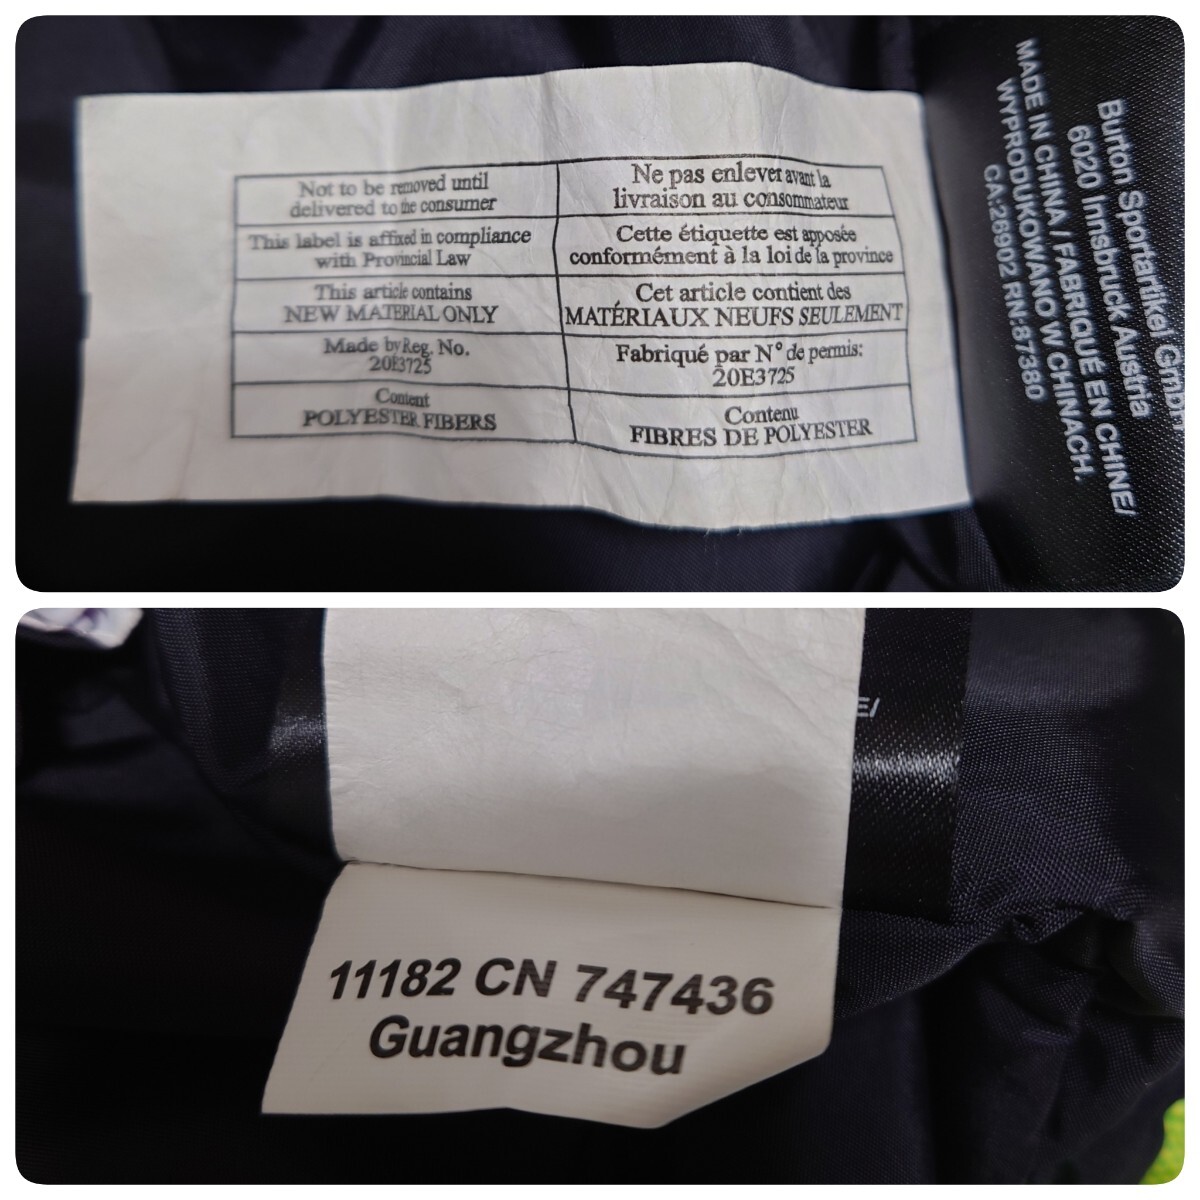 Not to be removed until
delivered to the consumer
Ne pas enlever avant la
livraison au consommateur
This label is affixed in compliance
with Provincial Law
Cette étiquette est apposée
conformément à la loi de la province
This article contains
NEW MATERIAL ONLY
Cet article contient des
MATÉRIAUX NEUFS SEULEMENT
Made by Reg. No.
20E3725
Fabriqué par N° de permis:
20E3725
Content
POLYESTER FIBERS
Contenu
FIBRES DE POLYESTER
Burton Sportartikel GmbH
6020 Innsbruck Austria
MADE IN CHINA / FABRIQUÉ EN CHINE/
WYPRODUKOWANO W CHINACH.
CA:26902 RN:87380
E/
11182 CN 747436
Guangzhou